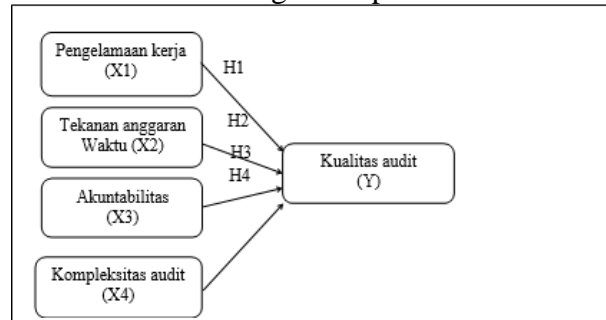 Pengelamaan kerja
(X1)
H1
Tekanan anggaran
Waktu (X2)
H2
H3
Kualitas audit
(Y)
Akuntabilitas
(X3)
H4
Kompleksitas audit
(X4)